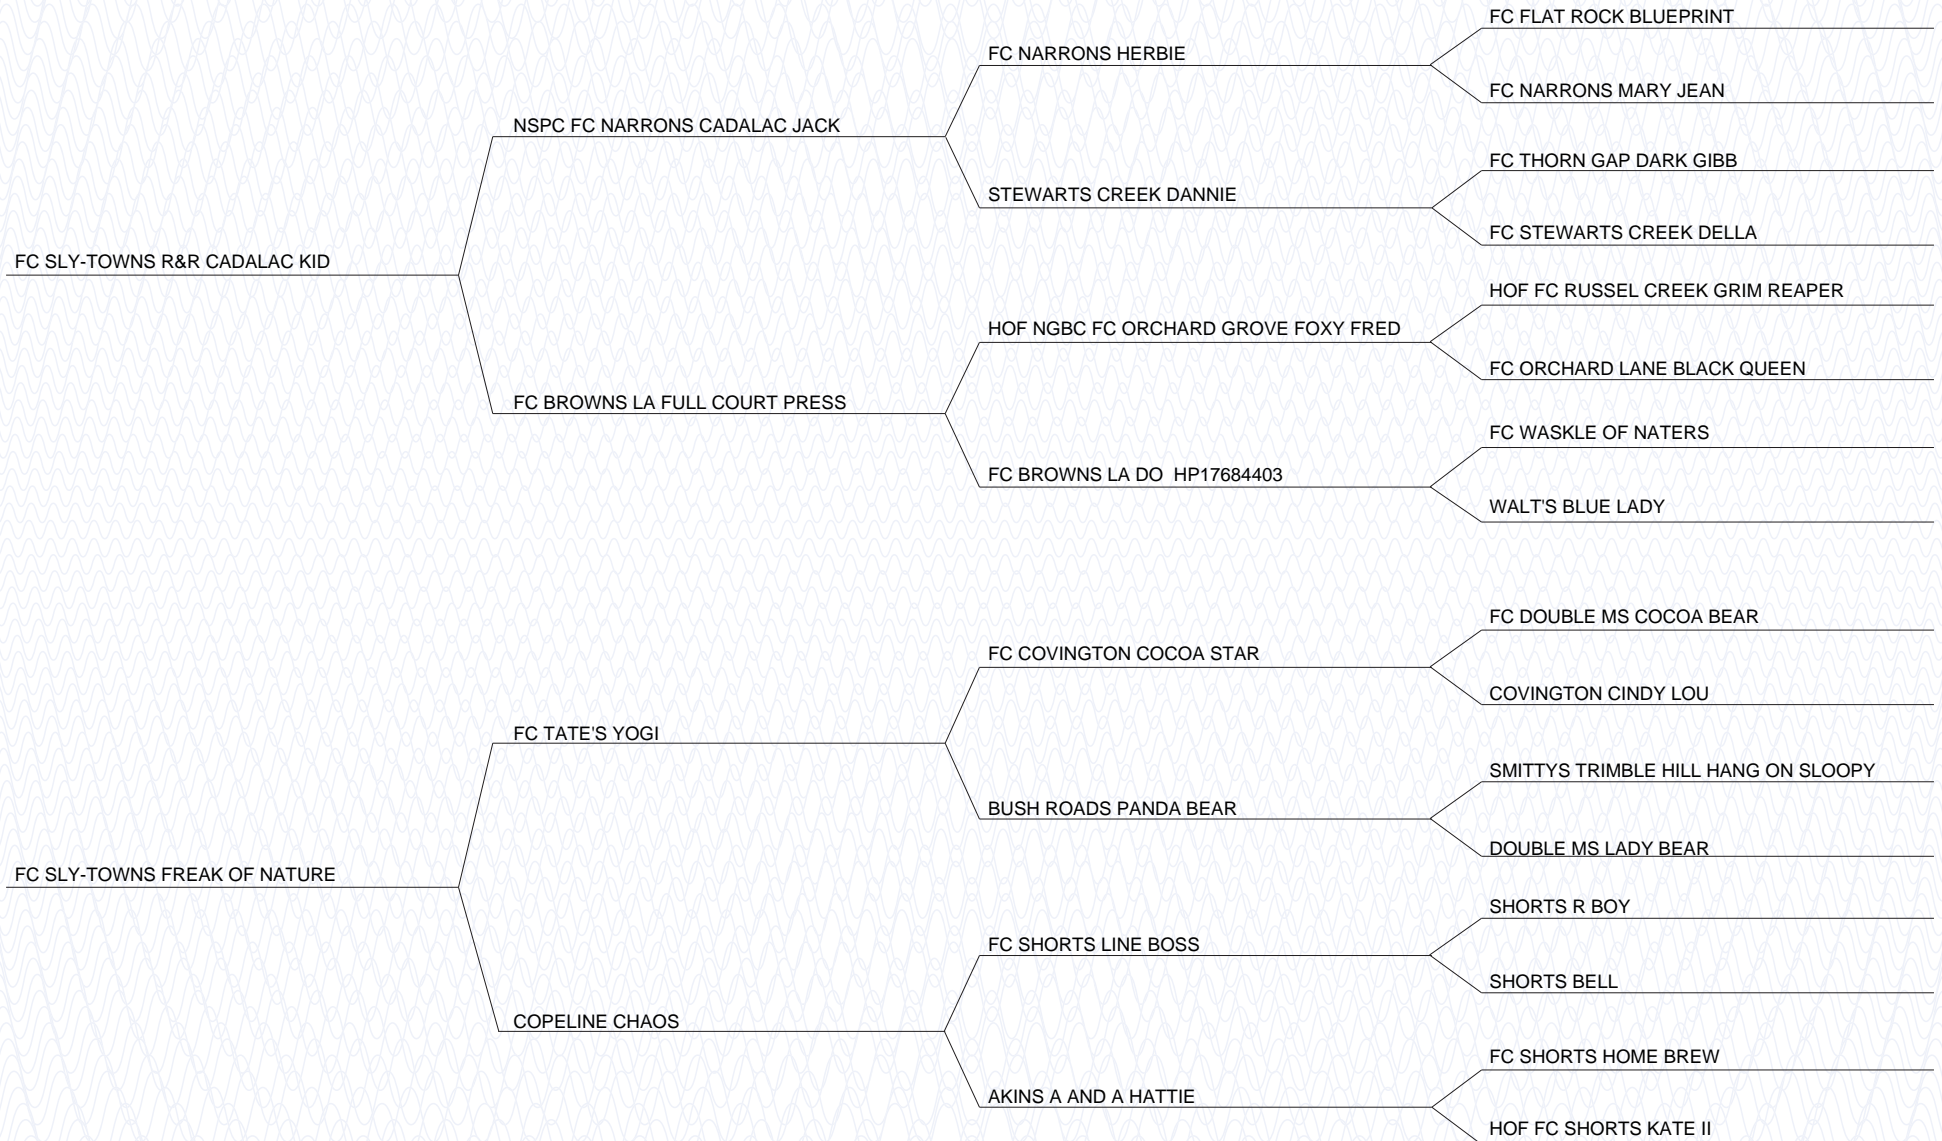 FC FLAT ROCK BLUEPRINT
FC NARRONS HERBIE
FC NARRONS MARY JEAN
NSPC FC NARRONS CADALAC JACK
FC THORN GAP DARK GIBB
STEWARTS CREEK DANNIE
FC STEWARTS CREEK DELLA
FC SLY-TOWNS R&R CADALAC KID
HOF FC RUSSEL CREEK GRIM REAPER
HOF NGBC FC ORCHARD GROVE FOXY FRED
FC ORCHARD LANE BLACK QUEEN
FC BROWNS LA FULL COURT PRESS
FC WASKLE OF NATERS
FC BROWNS LA DO  HP17684403
WALT'S BLUE LADY
FC DOUBLE MS COCOA BEAR
FC COVINGTON COCOA STAR
COVINGTON CINDY LOU
FC TATE'S YOGI
SMITTYS TRIMBLE HILL HANG ON SLOOPY
BUSH ROADS PANDA BEAR
DOUBLE MS LADY BEAR
FC SLY-TOWNS FREAK OF NATURE
SHORTS R BOY
FC SHORTS LINE BOSS
SHORTS BELL
COPELINE CHAOS
FC SHORTS HOME BREW
AKINS A AND A HATTIE
HOF FC SHORTS KATE II